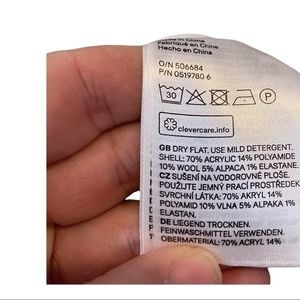 Made in China
Fabriqué en Chine
Hecho en China
O/N 506684
P/N 0519780 6
30
P
clevercare.info
GB DRY FLAT. USE MILD DETERGENT.
SHELL: 70% ACRYLIC 14% POLYAMIDE
10% WOOL 5% ALPACA 1% ELASTANE
CZ SUŠENÍ NA VODOROVNÉ PLOŠE.
POUŽIJTE JEMNÝ PRACÍ PROSTŘEDEK
SVRCHNÍ LÁTKA: 70% AKRYL 14%
POLYAMID 10% VLNA 5% ALPAKA 1%
ELASTAN.
DE LIEGEND TROCKNEN.
FEINWASCHMITTEL VERWENDEN.
OBERMATERIAL: 70% ACRYL 14%